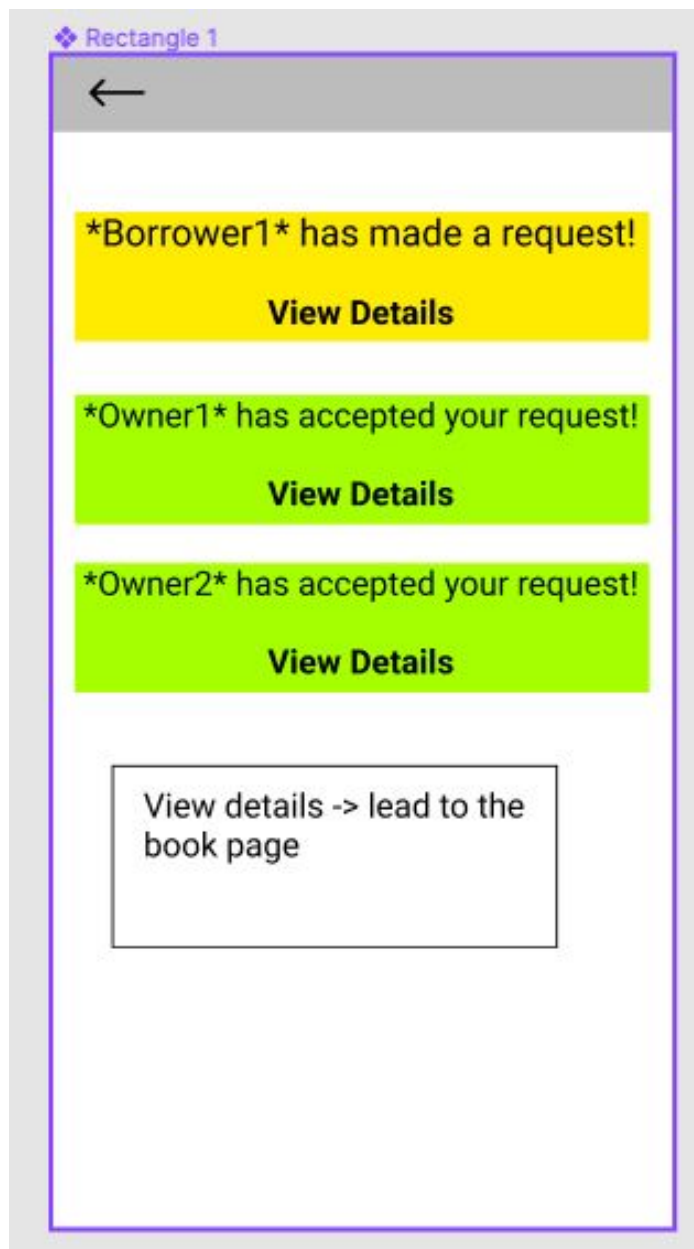 Rectangle 1
*Borrower1* has made a request!
View Details
*Owner1* has accepted your request!
View Details
*Owner2* has accepted your request!
View Details
View details -> lead to the
book page